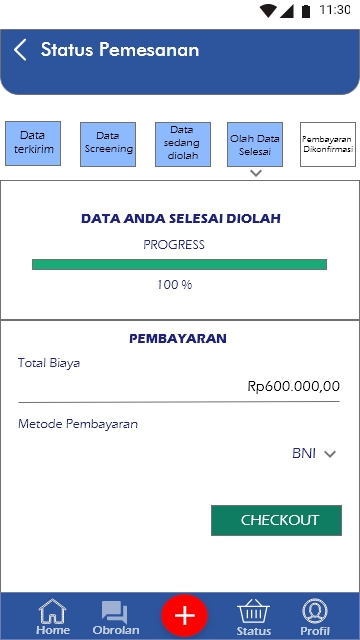 11:30
Status Pemesanan
Data
terkirim
Data
Screening
Data
sedang
diolah
Olah Data
Selesai
Pembayaran
Dikonfirmasi
DATA ANDA SELESAI DIOLAH
PROGRESS
100 %
PEMBAYARAN
Total Biaya
Rp600.000,00
Metode Pembayaran
BNI
CHECKOUT
Home
Obrolan
Status
Profil